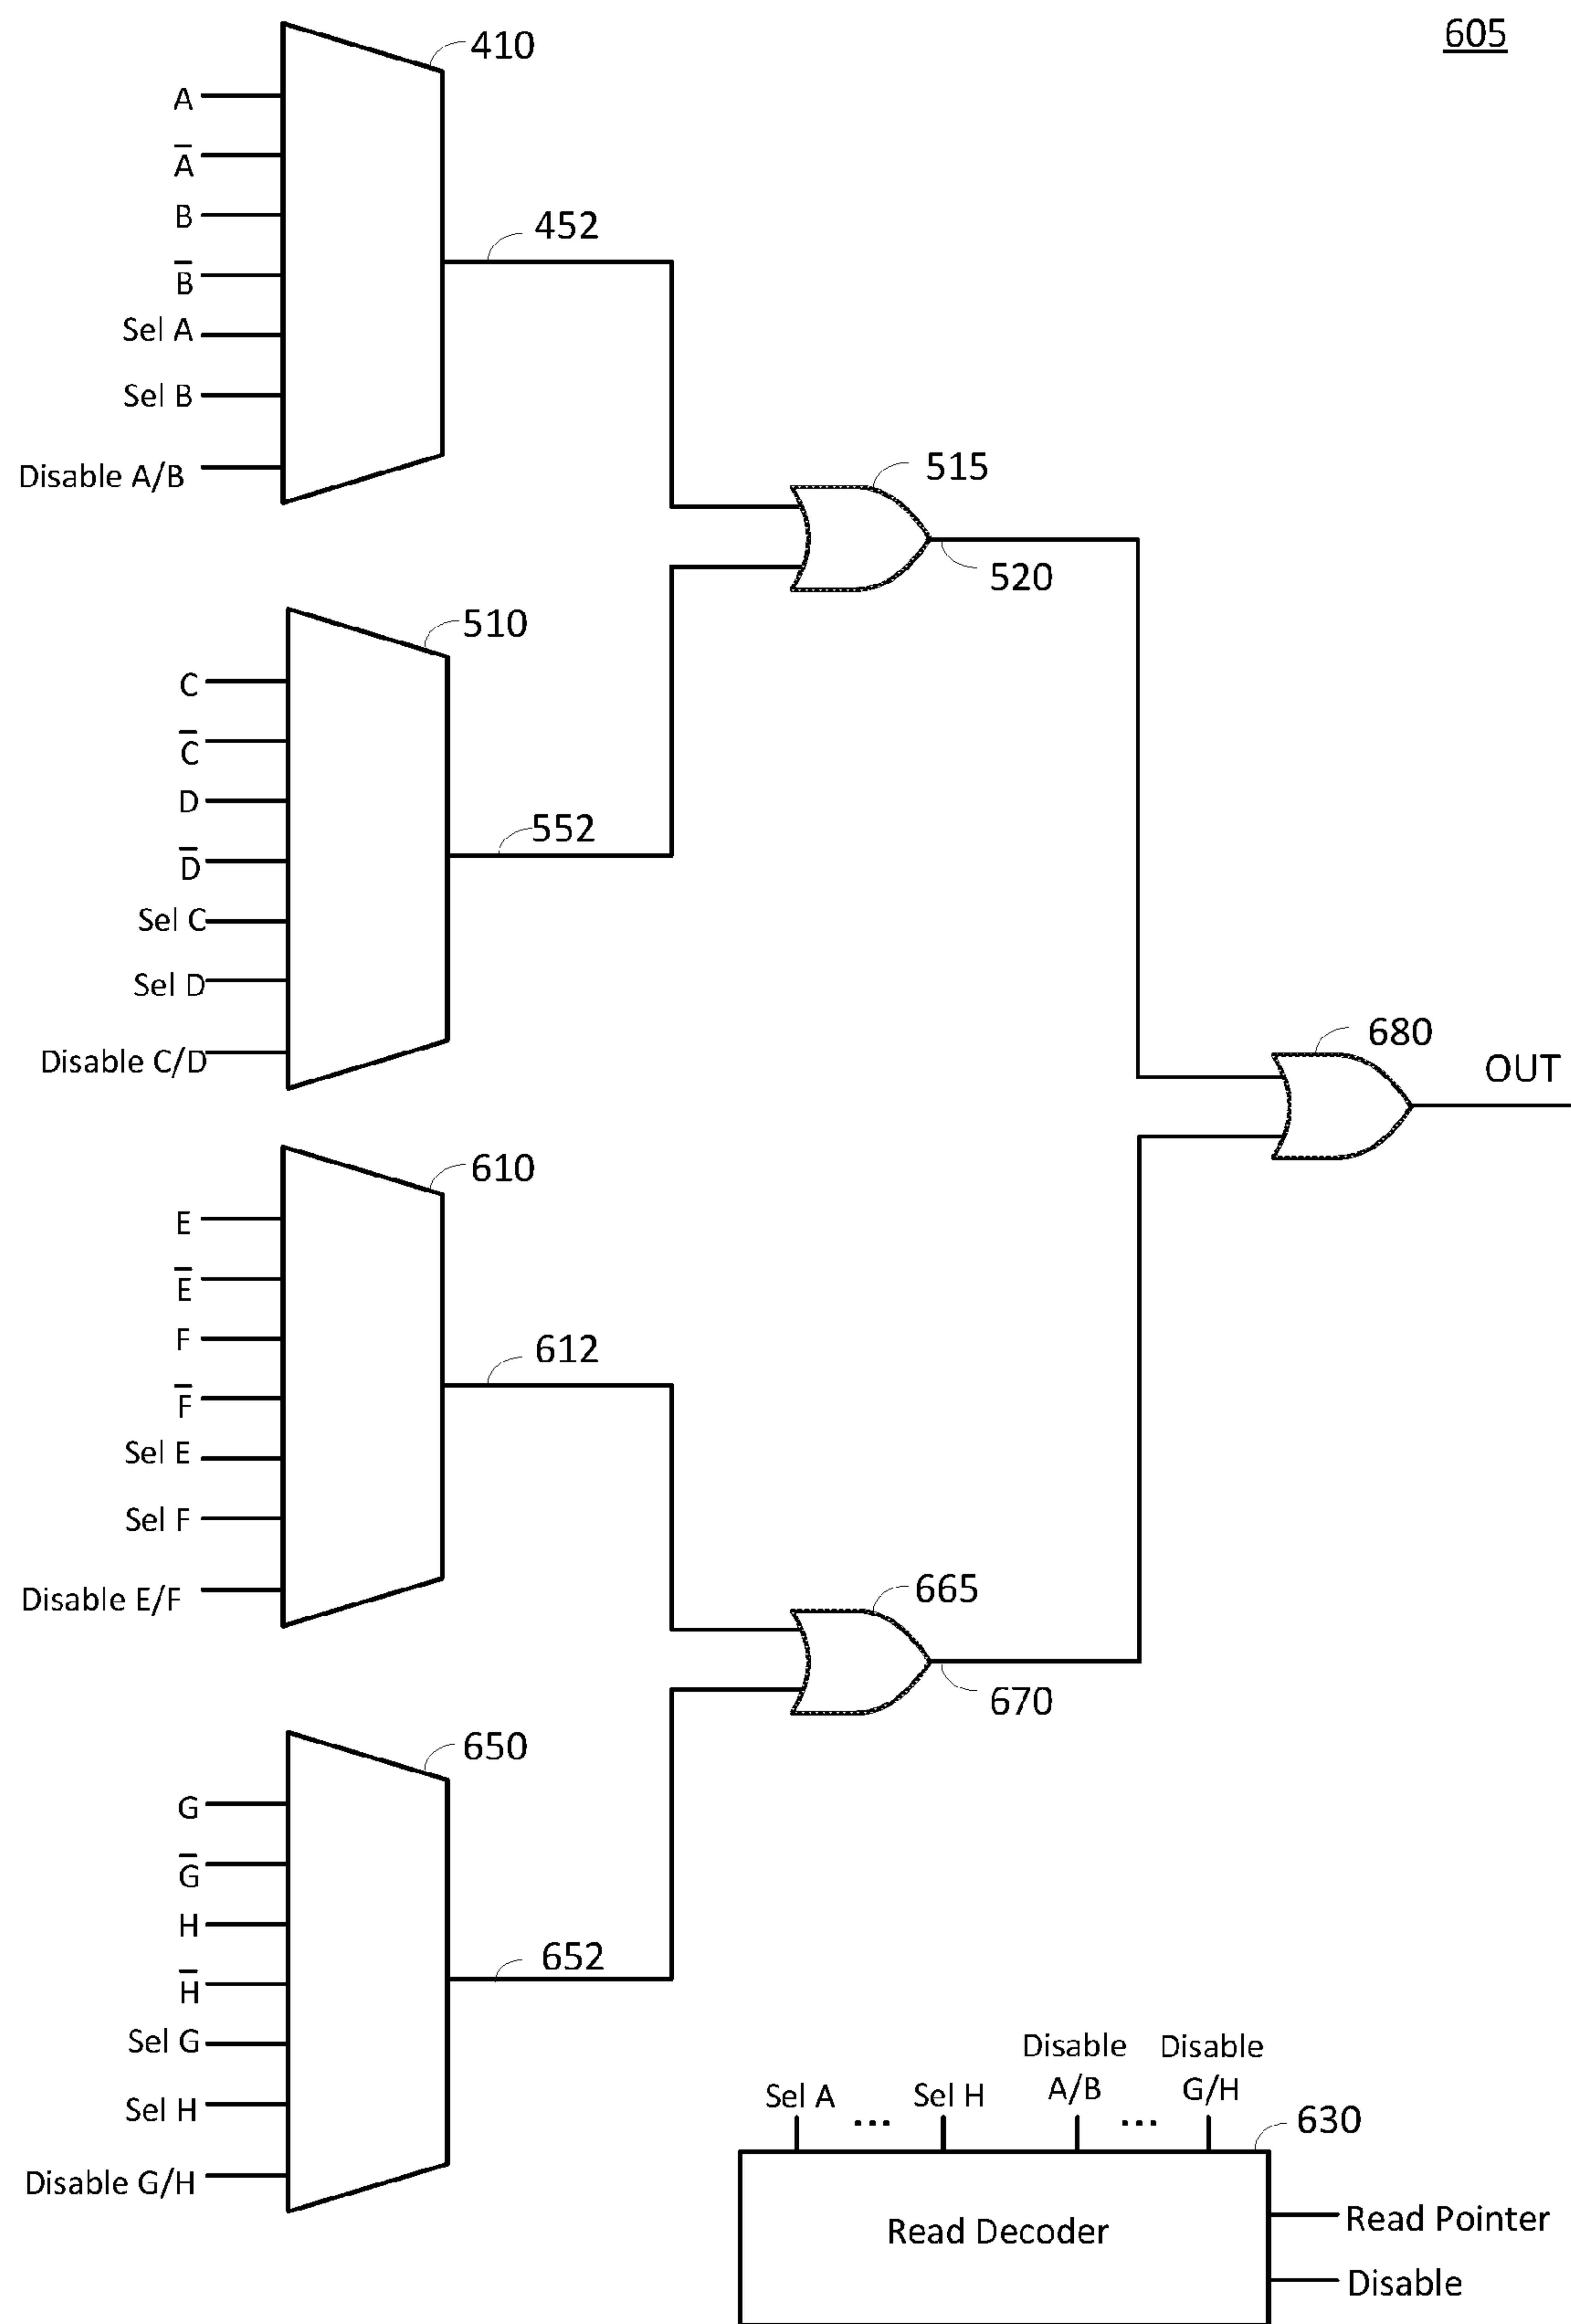 605
410
A
A̅
B
B̅
Sel A
Sel B
Disable A/B
452
515
520
510
C
C̅
D
D̅
Sel C
Sel D
Disable C/D
552
680
OUT
610
E
E̅
F
F̅
Sel E
Sel F
Disable E/F
612
665
670
650
G
G̅
H
H̅
Sel G
Sel H
Disable G/H
652
Sel A
...
Sel H
Disable
A/B
...
Disable
G/H
630
Read Decoder
Read Pointer
Disable